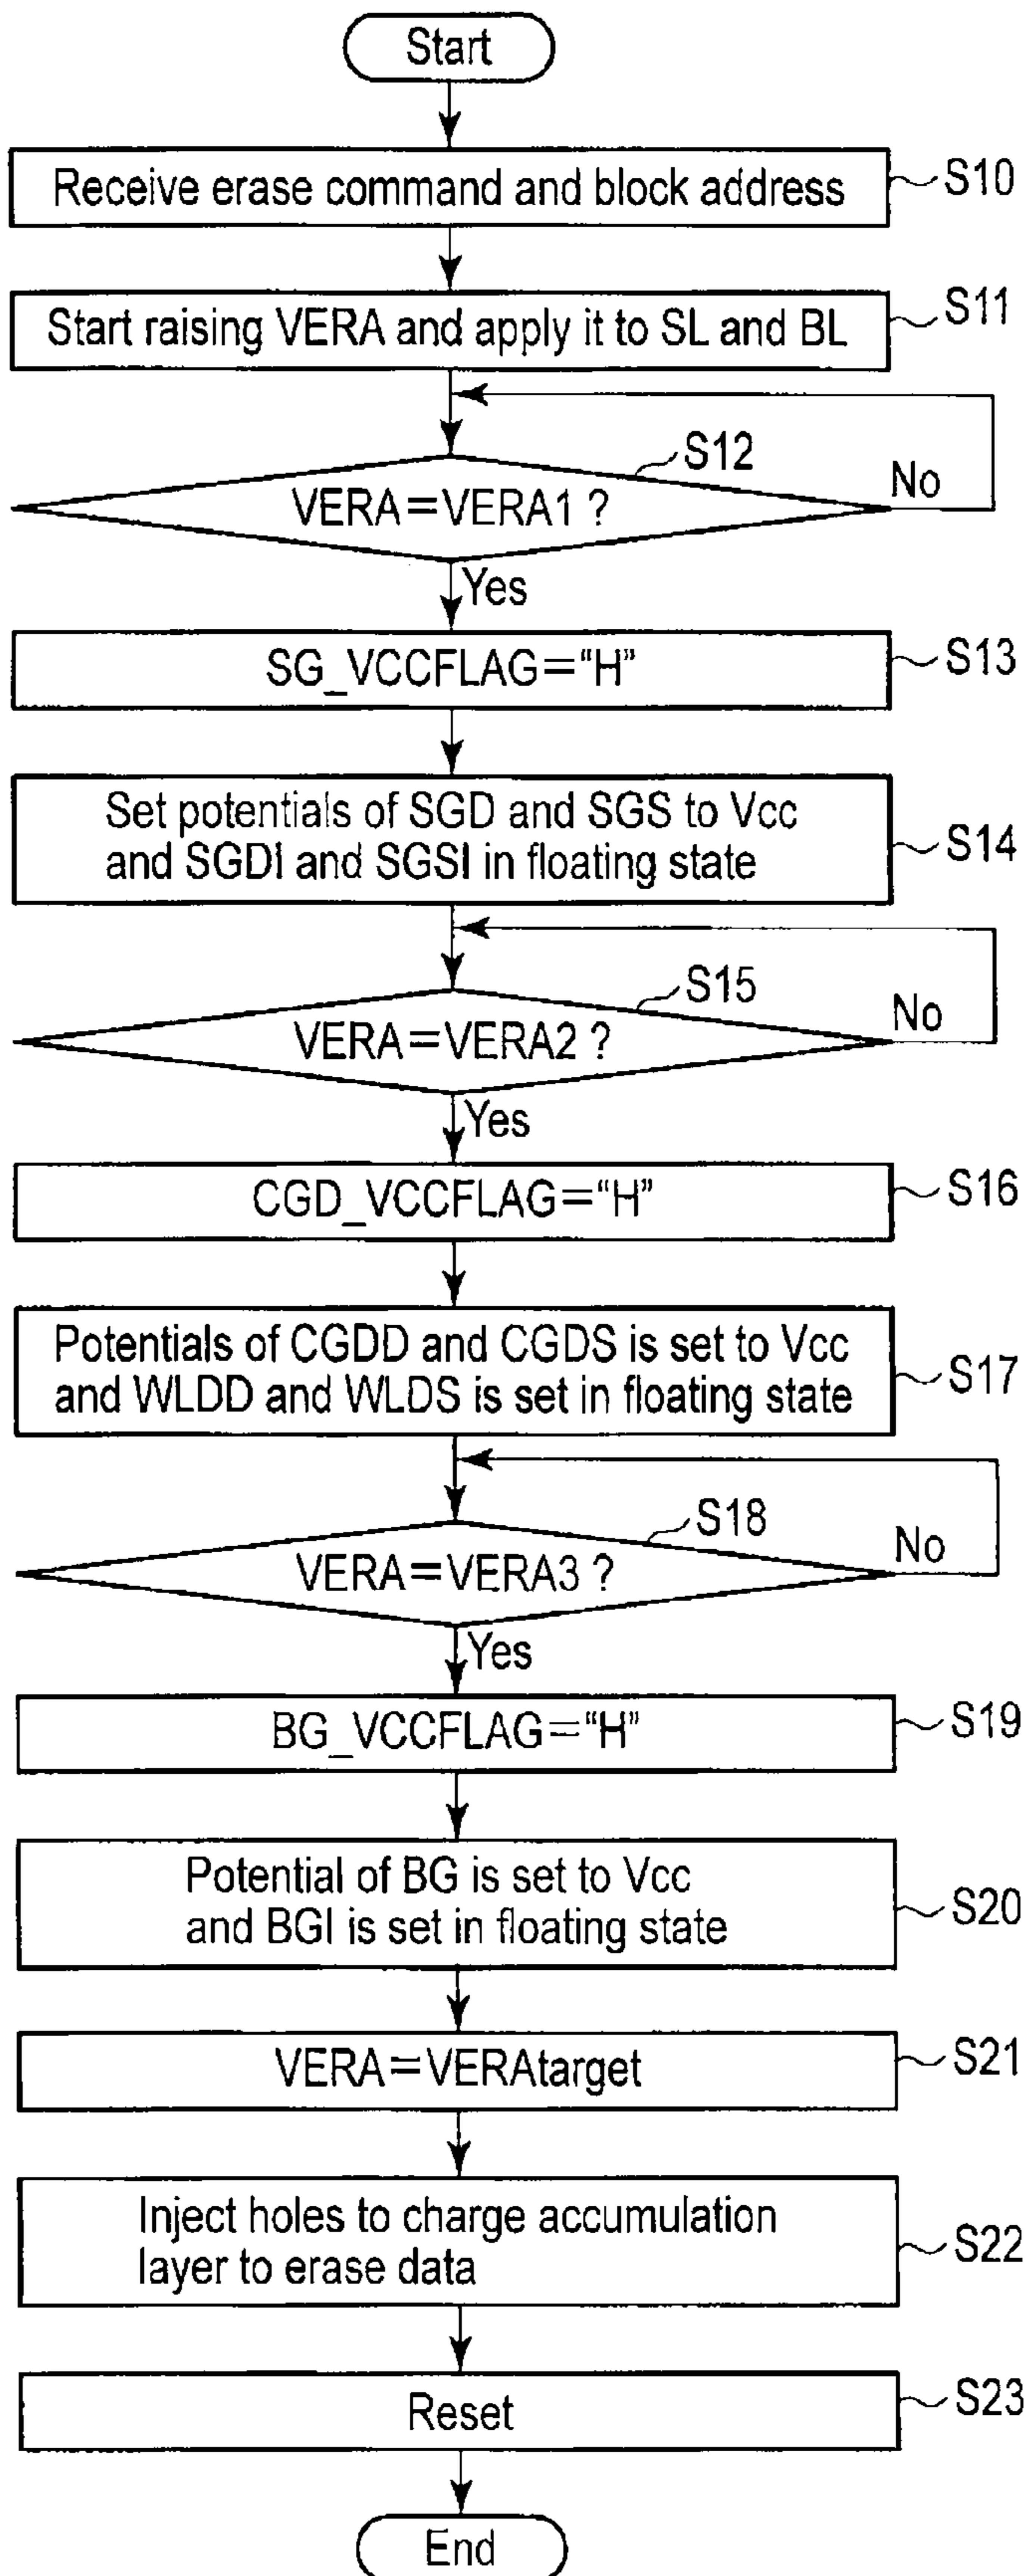 Start
Receive erase command and block address
S10
Start raising VERA and apply it to SL and BL
S11
S12
VERA=VERA1 ?
No
Yes
SG_VCCFLAG="H"
S13
Set potentials of SGD and SGS to Vcc
and SGDI and SGSI in floating state
S14
S15
VERA=VERA2 ?
No
Yes
CGD_VCCFLAG="H"
S16
Potentials of CGDD and CGDS is set to Vcc
and WLDD and WLDS is set in floating state
S17
S18
VERA=VERA3 ?
No
Yes
BG_VCCFLAG="H"
S19
Potential of BG is set to Vcc
and BGI is set in floating state
S20
VERA=VERAtarget
S21
Inject holes to charge accumulation
layer to erase data
S22
Reset
S23
End